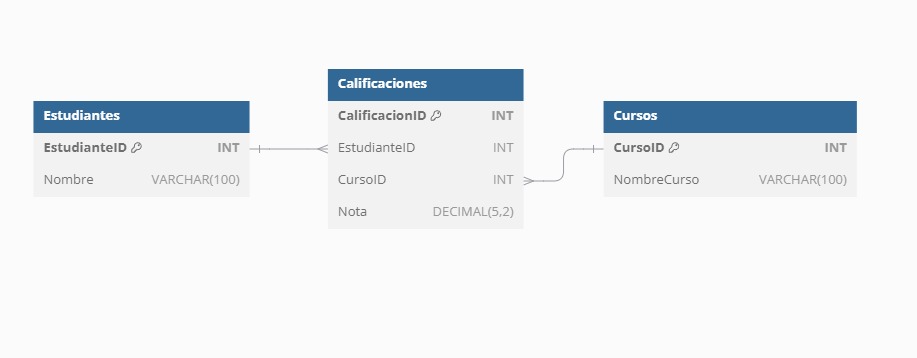 Estudiantes
EstudianteID INT
Nombre VARCHAR(100)
Calificaciones
CalificacionID INT
EstudianteID INT
CursoID INT
Nota DECIMAL(5,2)
Cursos
CursoID INT
NombreCurso VARCHAR(100)